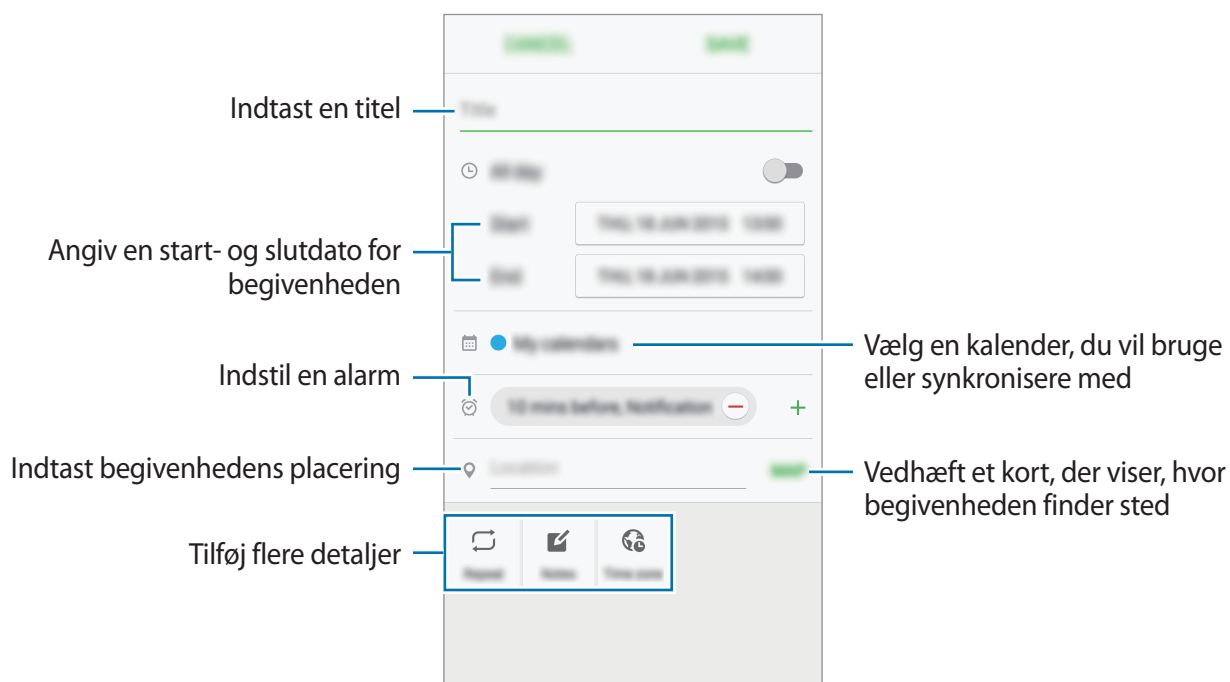 CANCEL
SAVE
Indtast en titel
Title
All day
Start
THU, 18 JUN 2015 13:00
Angiv en start- og slutdato for
begivenheden
End
THU, 18 JUN 2015 14:00
My calendars
Vælg en kalender, du vil bruge
eller synkronisere med
Indstil en alarm
10 mins before, Notification
Indtast begivenhedens placering
Location
MAP
Vedhæft et kort, der viser, hvor
begivenheden finder sted
Tilføj flere detaljer
Repeat
Notes
Time zone